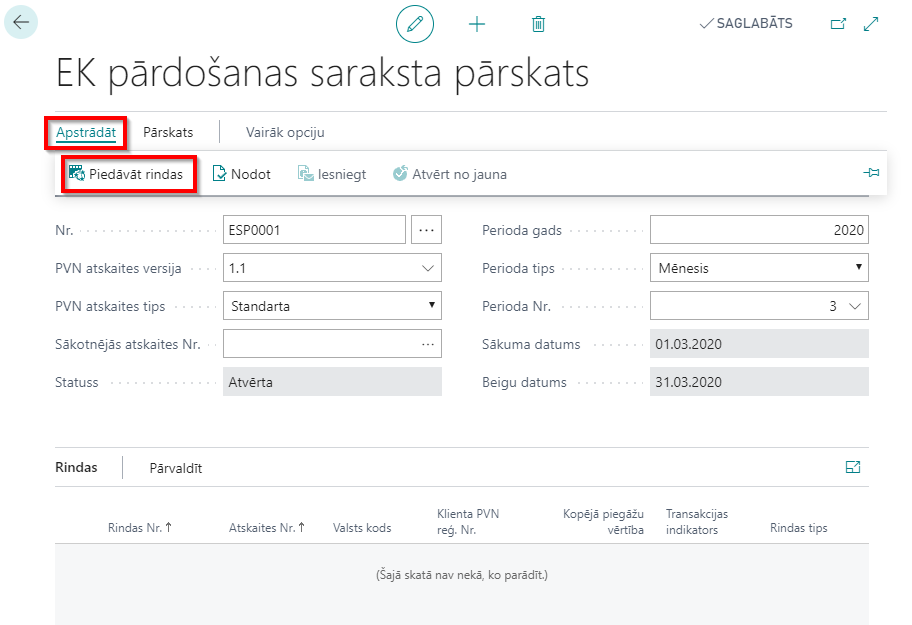 SAGLABĀTS
EK pārdošanas saraksta pārskats
Apstrādāt Pārskats Vairāk opciju
Piedāvāt rindas Nodot Iesniegt Atvērt no jauna
Nr. ESP0001 ... Perioda gads 2020
PVN atskaites versija 1.1 Perioda tips Mēnesis
PVN atskaites tips Standarta Perioda Nr. 3
Sākotnējās atskaites Nr. ... Sākuma datums 01.03.2020
Statuss Atvērta Beigu datums 31.03.2020
Rindas Pārvaldīt
Klienta PVN Kopējā piegāžu Transakcijas
Rindas Nr.↑ Atskaites Nr.↑ Valsts kods reģ. Nr. vērtība indikators Rindas tips
(Šajā skatā nav nekā, ko parādīt.)